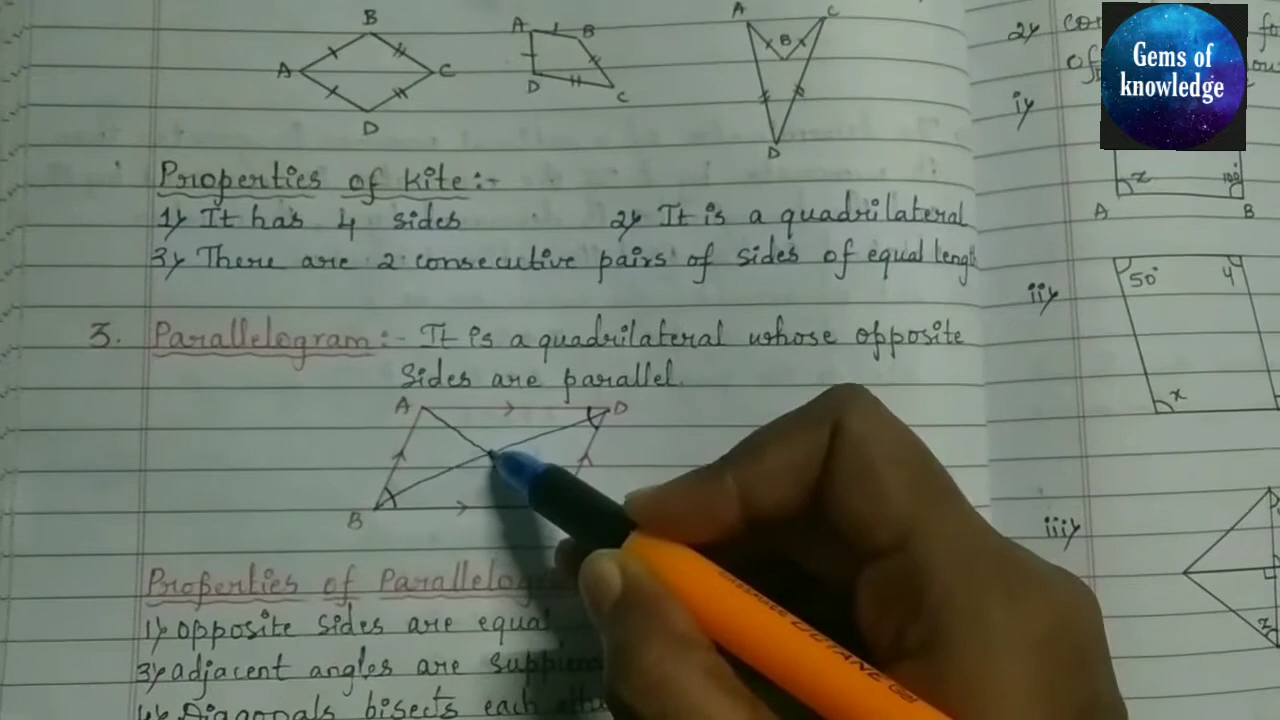 B
A
C
D
A
B
D
C
A
C
B
D
Properties of Kite:-
1) It has 4 sides
2) It is a quadrilateral
3) There are 2 consecutive pairs of sides of equal length
3. Parallelogram:- It is a quadrilateral whose opposite
sides are parallel.
A
D
B
Properties of Parallelog
1) opposite sides are equal
3) adjacent angles are
4) Diagonals bisects each
2)
Gems of
knowledge
i)
x
100°
A
B
ii)
50°
y
x
iii)